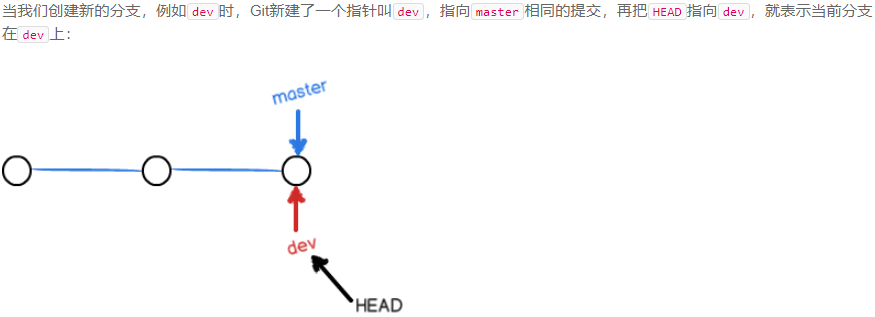 当我们创建新的分支，例如dev时，Git新建了一个指针叫dev，指向master相同的提交，再把HEAD指向dev，就表示当前分支
在dev上：
master
dev
HEAD